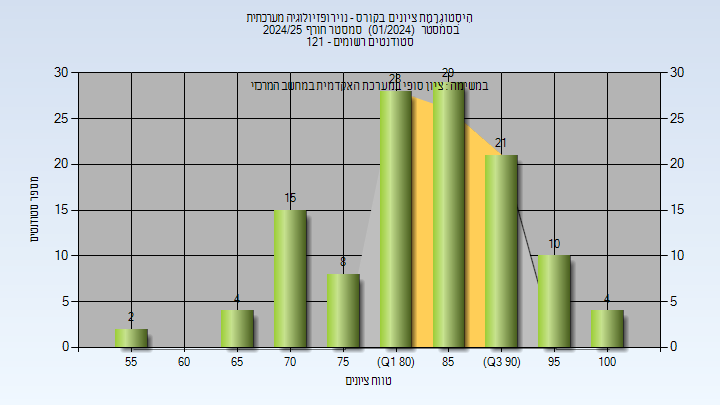 היסטוגרמת ציונים בקורס - נוירופזיולוגיה מערכתית
בסמסטר (01/2024) סמסטר חורף 2024/25
סטודנטים רשומים - 121
במשימה : ציון סופי במערכת האקדמית במחשב המרכזי
30 30
25 25
20 20
15 15
10 10
5 5
0 0
2 4 15 8 28 29 21 10 4
מספר סטודנטים
55 60 65 70 75 (Q1 80) 85 (Q3 90) 95 100
טווח ציונים